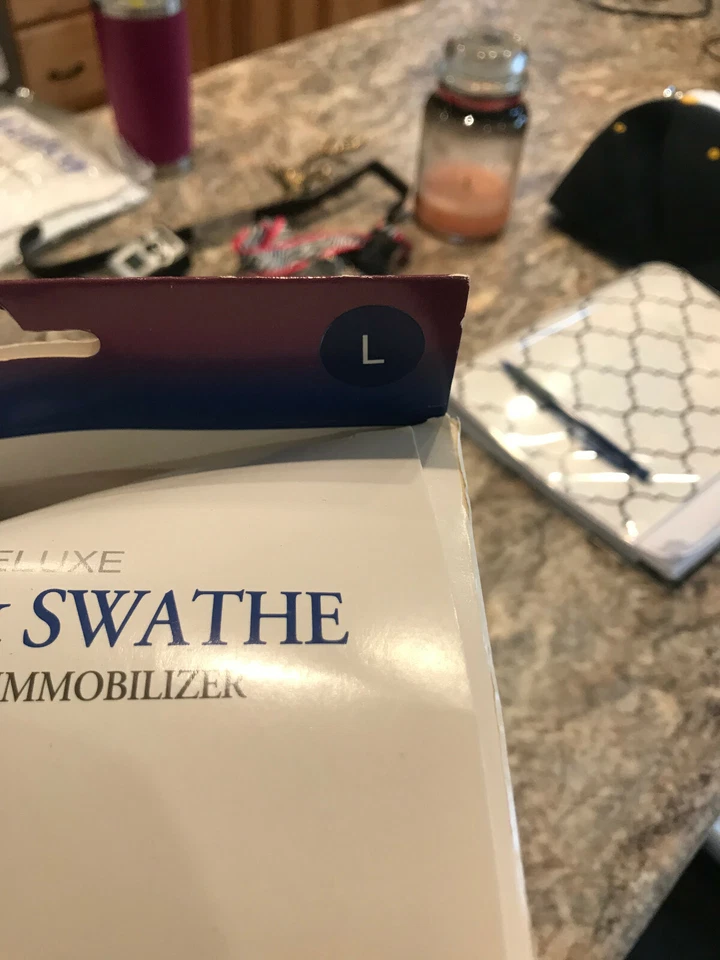 L
ELUXE
& SWATHE
IMMOBILIZER